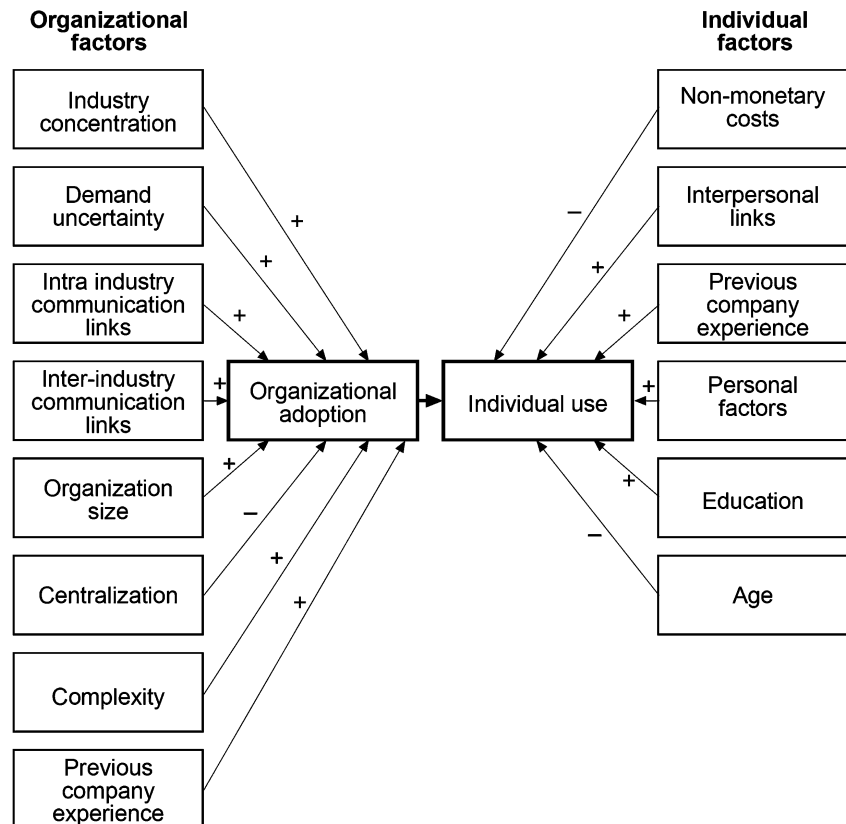 Organizational
factors
Individual
factors
Industry
concentration
Demand
uncertainty
Intra industry
communication
links
Inter-industry
communication
links
Organization
size
Centralization
Complexity
Previous
company
experience
+
+
+
+
+
–
+
+
Organizational
adoption
Individual use
–
+
+
+
+
–
Non-monetary
costs
Interpersonal
links
Previous
company
experience
Personal
factors
Education
Age